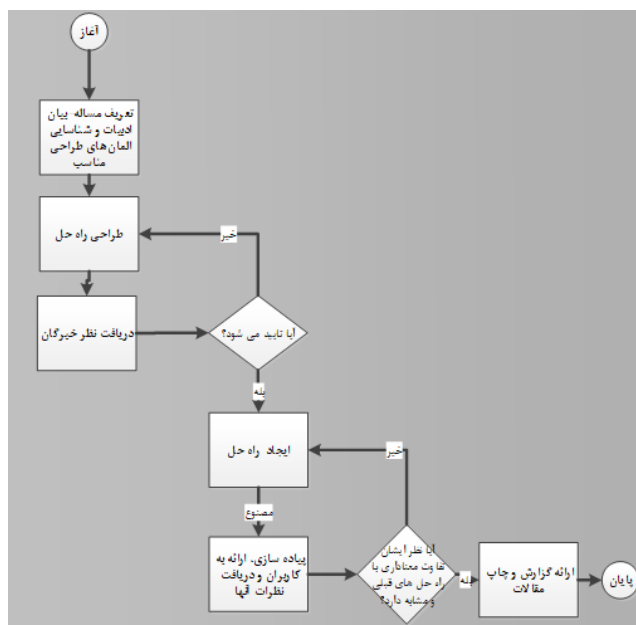 آغاز
تعریف مساله- بیان
ادبیات و شناسایی
المان‌های طراحی
مناسب
طراحی راه حل
خیر
دریافت نظر خبرگان
آیا تایید می شود؟
بله
ایجاد راه حل
خیر
مصنوع
پیاده سازی، ارائه به
کاربران و دریافت
نظرات آنها
آیا نظر ایشان
تفاوت معناداری با
راه حل های قبلی
و مشابه دارد؟
بله
ارائه گزارش و چاپ
مقالات
پایان